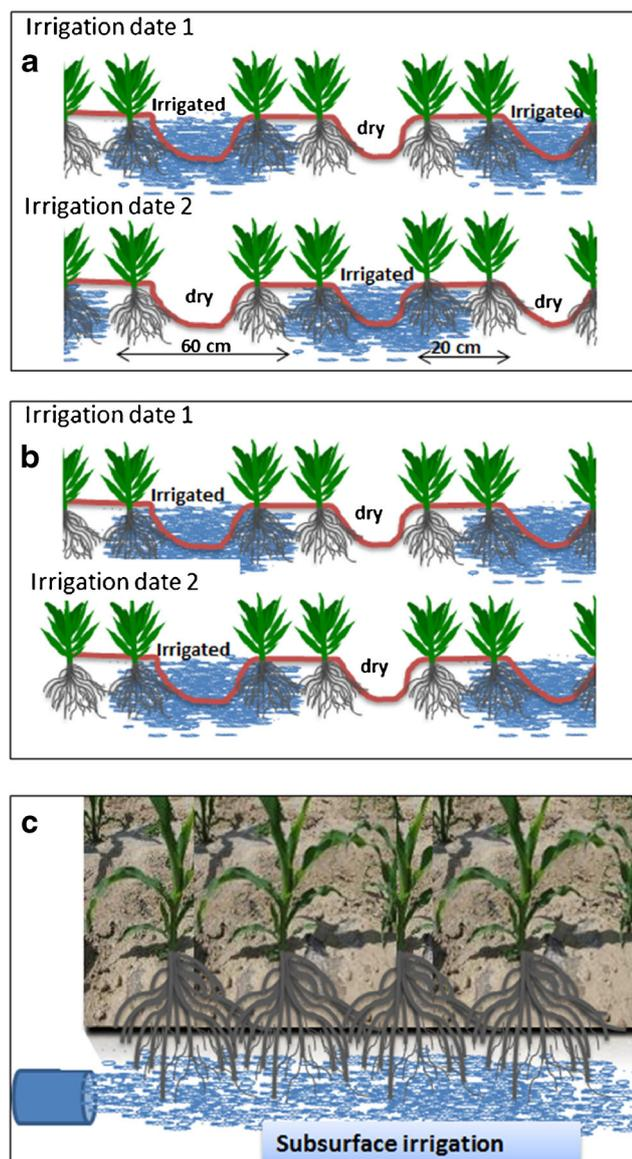 Irrigation date 1
a
Irrigated
dry
Irrigated
Irrigation date 2
dry
Irrigated
dry
60 cm
20 cm
Irrigation date 1
b
Irrigated
dry
Irrigation date 2
Irrigated
dry
c
Subsurface irrigation